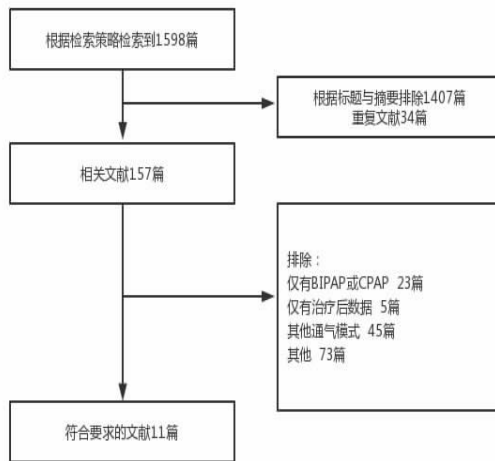 根据检索策略检索到1598篇
根据标题与摘要排除1407篇
重复文献34篇
相关文献157篇
排除：
仅有BIPAP或CPAP 23篇
仅有治疗后数据 5篇
其他通气模式 45篇
其他 73篇
符合要求的文献11篇